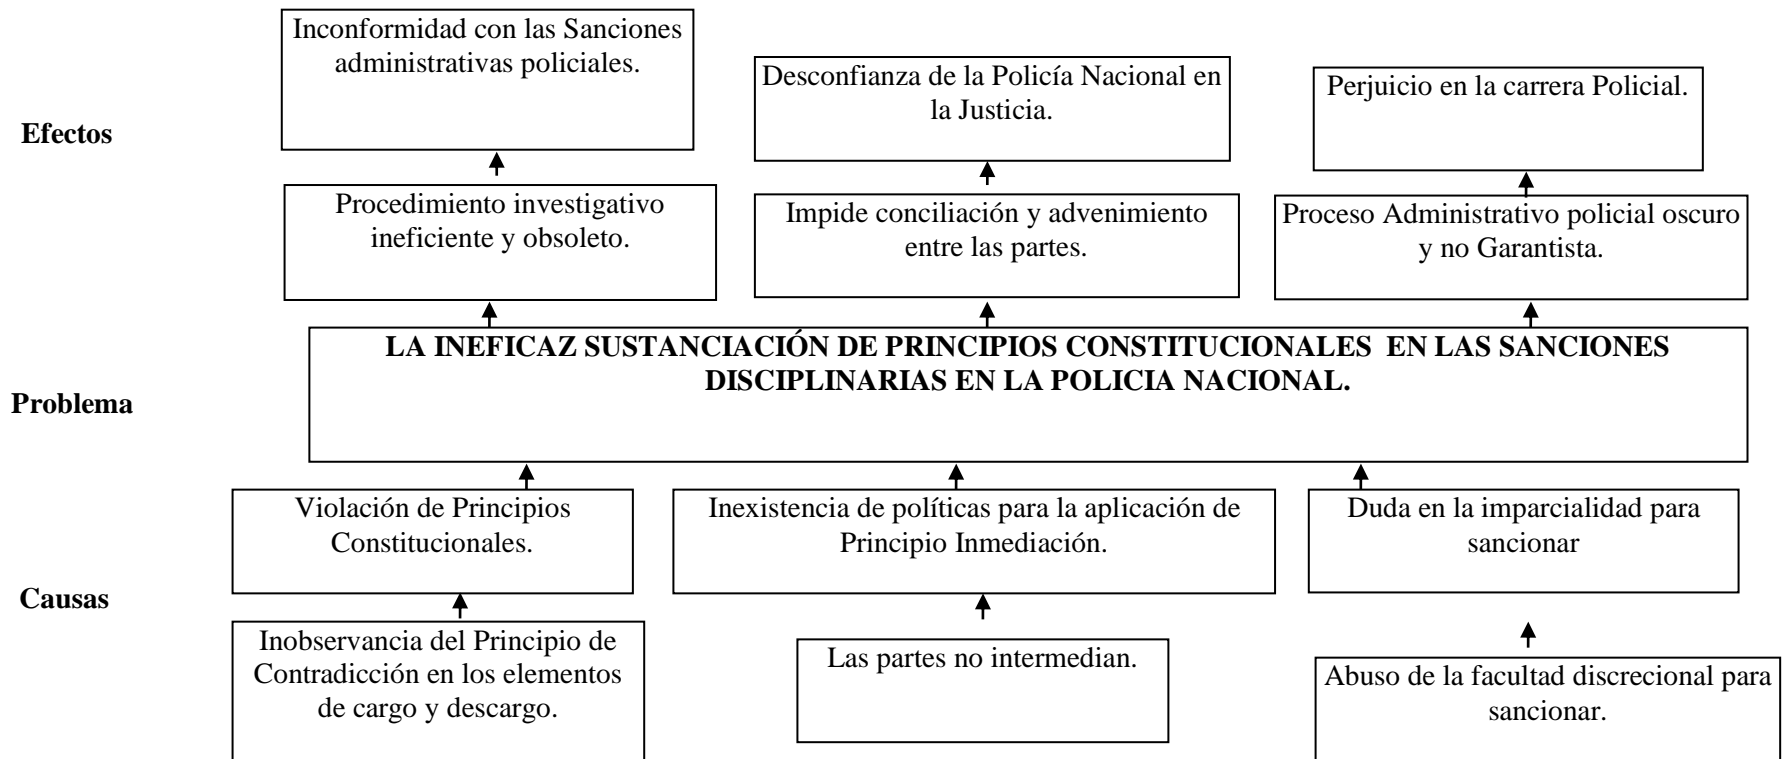 Inconformidad con las Sanciones
administrativas policiales.
Desconfianza de la Policía Nacional en
la Justicia.
Perjuicio en la carrera Policial.
Efectos
Procedimiento investigativo
ineficiente y obsoleto.
Impide conciliación y advenimiento
entre las partes.
Proceso Administrativo policial oscuro
y no Garantista.
LA INEFICAZ SUSTANCIACIÓN DE PRINCIPIOS CONSTITUCIONALES EN LAS SANCIONES
DISCIPLINARIAS EN LA POLICIA NACIONAL.
Problema
Violación de Principios
Constitucionales.
Inexistencia de políticas para la aplicación de
Principio Inmediación.
Duda en la imparcialidad para
sancionar
Causas
Inobservancia del Principio de
Contradicción en los elementos
de cargo y descargo.
Las partes no intermedian.
Abuso de la facultad discrecional para
sancionar.